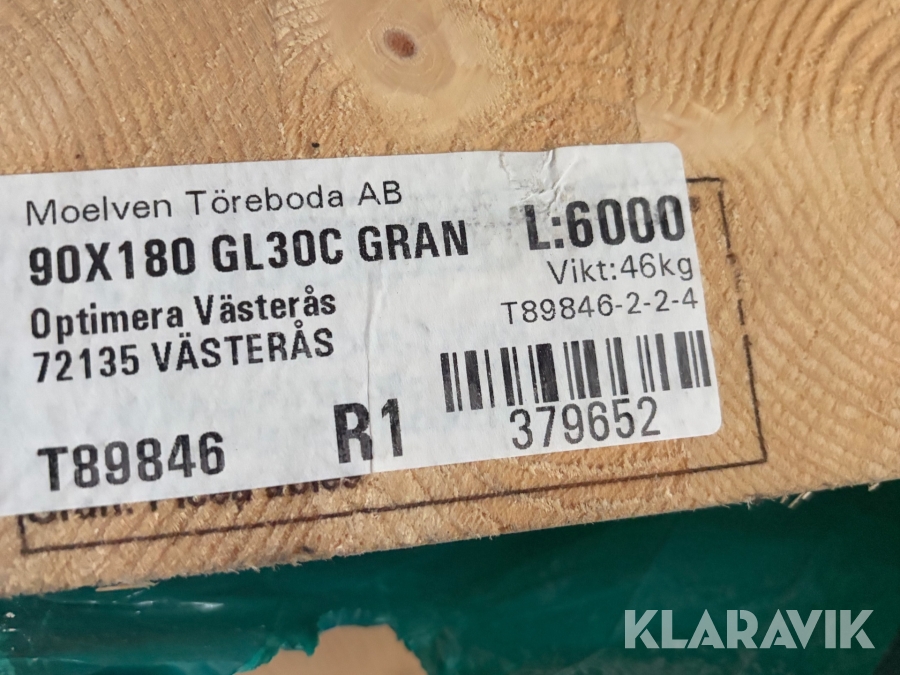 Moelven Töreboda AB
90X180 GL30C GRAN L:6000
Vikt:46kg
Optimera Västerås
T89846-2-2-4
72135 VÄSTERÅS
379652
T89846 R1
KLARAVIK